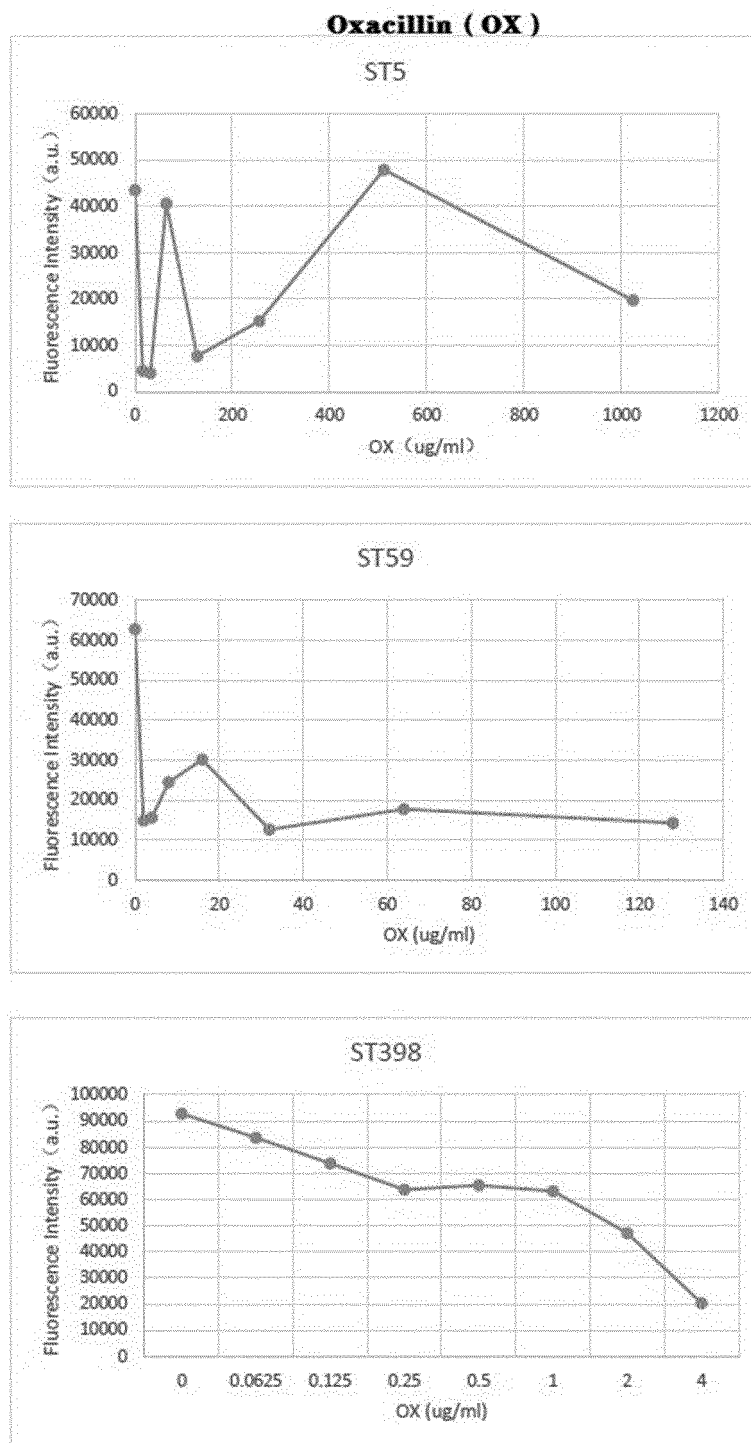 Oxacillin ( OX )
ST5
Fluorescence Intensity（a.u.）
60000
50000
40000
30000
20000
10000
0
0 200 400 600 800 1000 1200
OX（ug/ml）
ST59
Fluorescence Intensity（a.u.）
70000
60000
50000
40000
30000
20000
10000
0
0 20 40 60 80 100 120 140
OX (ug/ml)
ST398
Fluorescence Intensity（a.u.）
100000
90000
80000
70000
60000
50000
40000
30000
20000
10000
0
0 0.0625 0.125 0.25 0.5 1 2 4
OX (ug/ml)